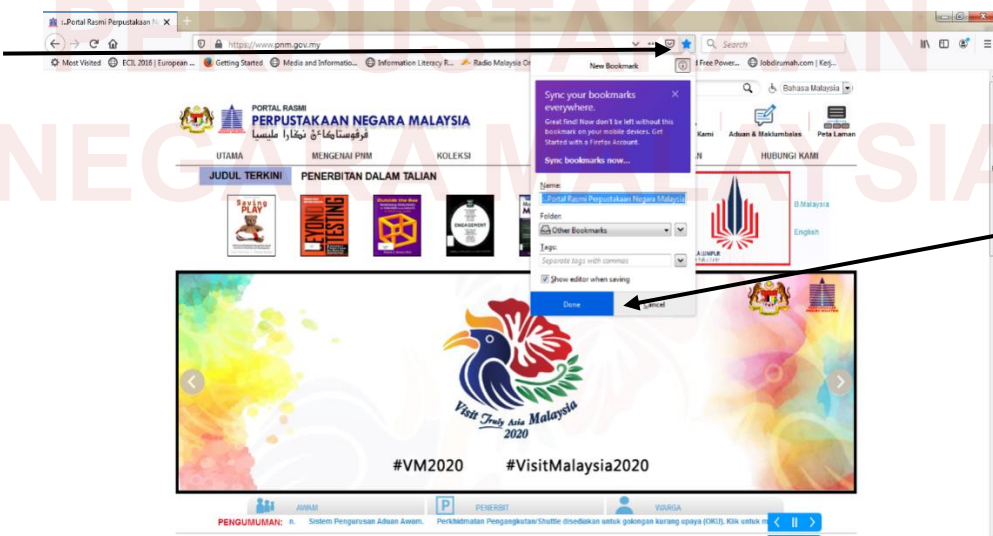 PERPUSTAKAAN
NEGARA MALAYSIA
:..Portal Rasmi Perpustakaan N
https://www.pnm.gov.my
Search
Most Visited ECIL 2016 | European ... Getting Started Media and Informatio... Information Literacy R... Radio Malaysia On
d Free Power... Jobdirumah.com | Kerj...
New Bookmark
Sync your bookmarks
everywhere.
Great find! Now don't be left without this
bookmark on your mobile devices. Get
Started with a Firefox Account.
Sync bookmarks now...
Name:
:..Portal Rasmi Perpustakaan Negara Malaysia
Folder:
Other Bookmarks
Tags:
Separate tags with commas
Show editor when saving
Done Cancel
Bahasa Malaysia
PORTAL RASMI
PERPUSTAKAAN NEGARA MALAYSIA
Kami Aduan & Maklumbalas Peta Laman
UTAMA MENGENAI PNM KOLEKSI
HUBUNGI KAMI
JUDUL TERKINI PENERBITAN DALAM TALIAN
Saving
PLAY
BEYOND
TESTING
Outside the Box
ENGAGEMENT
B.Malaysia
English
Visit Truly Asia Malaysia
2020
#VM2020 #VisitMalaysia2020
AWAM PENERBIT WARGA
PENGUMUMAN: n. Sistem Pengurusan Aduan Awam. Perkhidmatan Pengangkutan/Shuttle disediakan untuk golongan kurang upaya (OKU). Klik untuk m